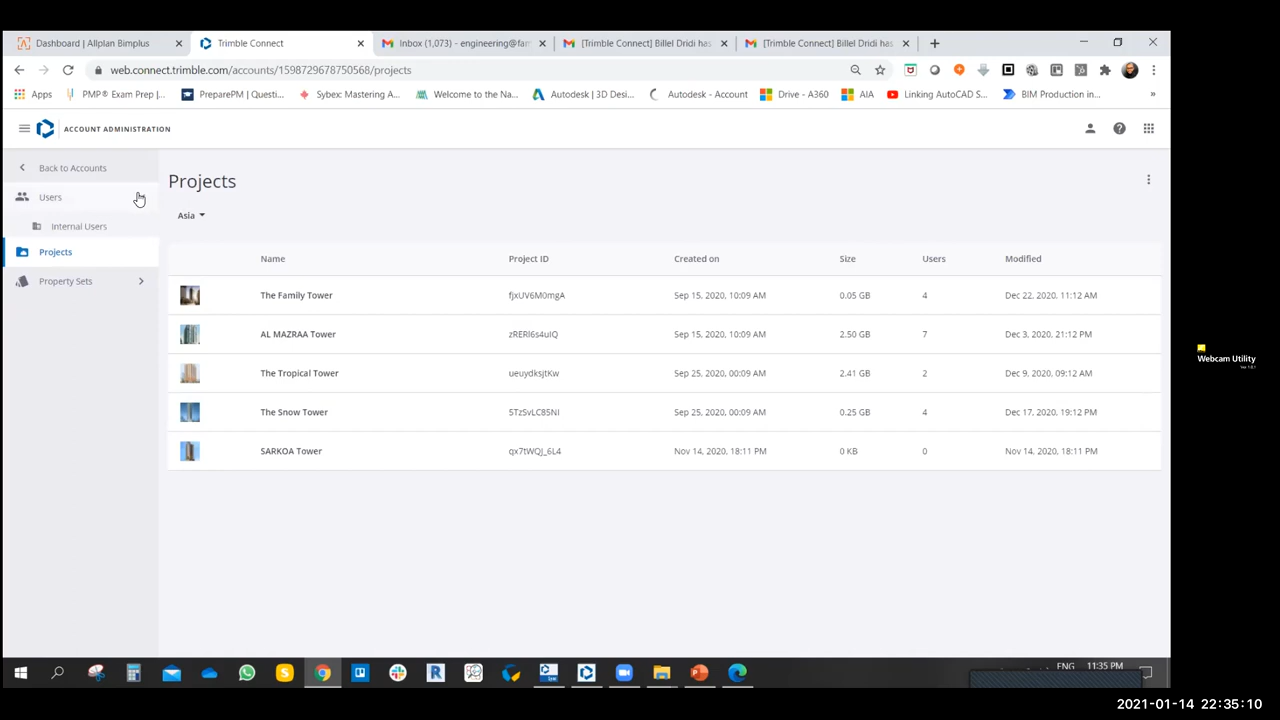 Dashboard | Allplan Bimplus
Trimble Connect
Inbox (1,073) - engineering@fam
[Trimble Connect] Billel Dridi has
[Trimble Connect] Billel Dridi has
web.connect.trimble.com/accounts/1598729678750568/projects
Apps
PMP® Exam Prep |...
PreparePM | Questi...
Sybex: Mastering A...
Welcome to the Na...
Autodesk | 3D Desi...
Autodesk - Account
Drive - A360
AIA
Linking AutoCAD S...
BIM Production in...
ACCOUNT ADMINISTRATION
Back to Accounts
Users
Internal Users
Projects
Property Sets
Projects
Asia
Name Project ID Created on Size Users Modified
The Family Tower fjxUV6M0mgA Sep 15, 2020, 10:09 AM 0.05 GB 4 Dec 22, 2020, 11:12 AM
AL MAZRAA Tower zRERl6s4uIQ Sep 15, 2020, 10:09 AM 2.50 GB 7 Dec 3, 2020, 21:12 PM
The Tropical Tower ueuydksjtKw Sep 25, 2020, 00:09 AM 2.41 GB 2 Dec 9, 2020, 09:12 AM
The Snow Tower 5TzSvLC85NI Sep 25, 2020, 00:09 AM 0.25 GB 4 Dec 17, 2020, 19:12 PM
SARKOA Tower qx7tWQJ_6L4 Nov 14, 2020, 18:11 PM 0 KB 0 Nov 14, 2020, 18:11 PM
Webcam Utility
ENG 11:35 PM
2021-01-14 22:35:10